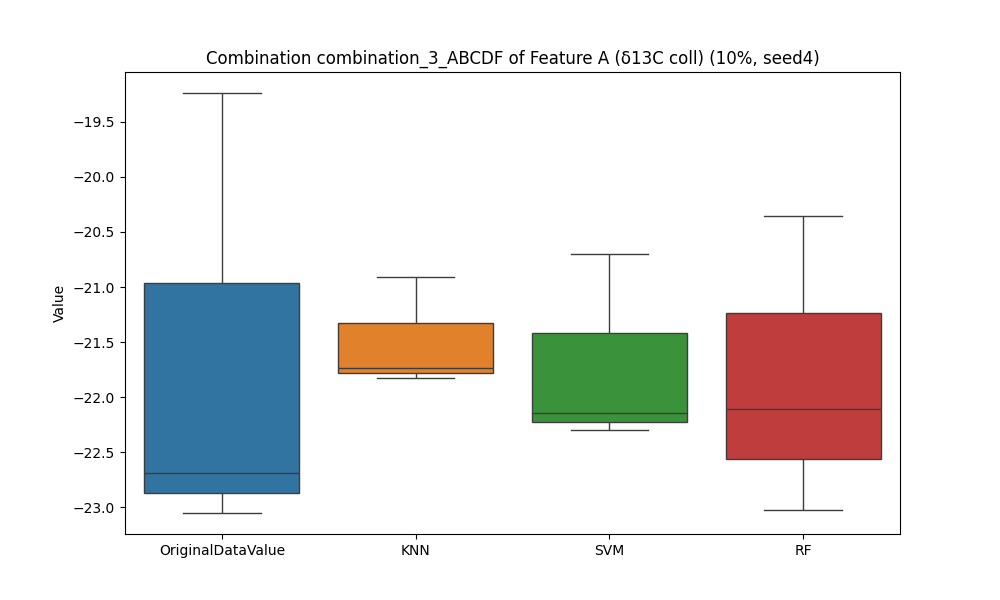 Combination combination_3_ABCDF of Feature A (δ13C coll) (10%, seed4)
Value
−19.5
−20.0
−20.5
−21.0
−21.5
−22.0
−22.5
−23.0
OriginalDataValue
KNN
SVM
RF